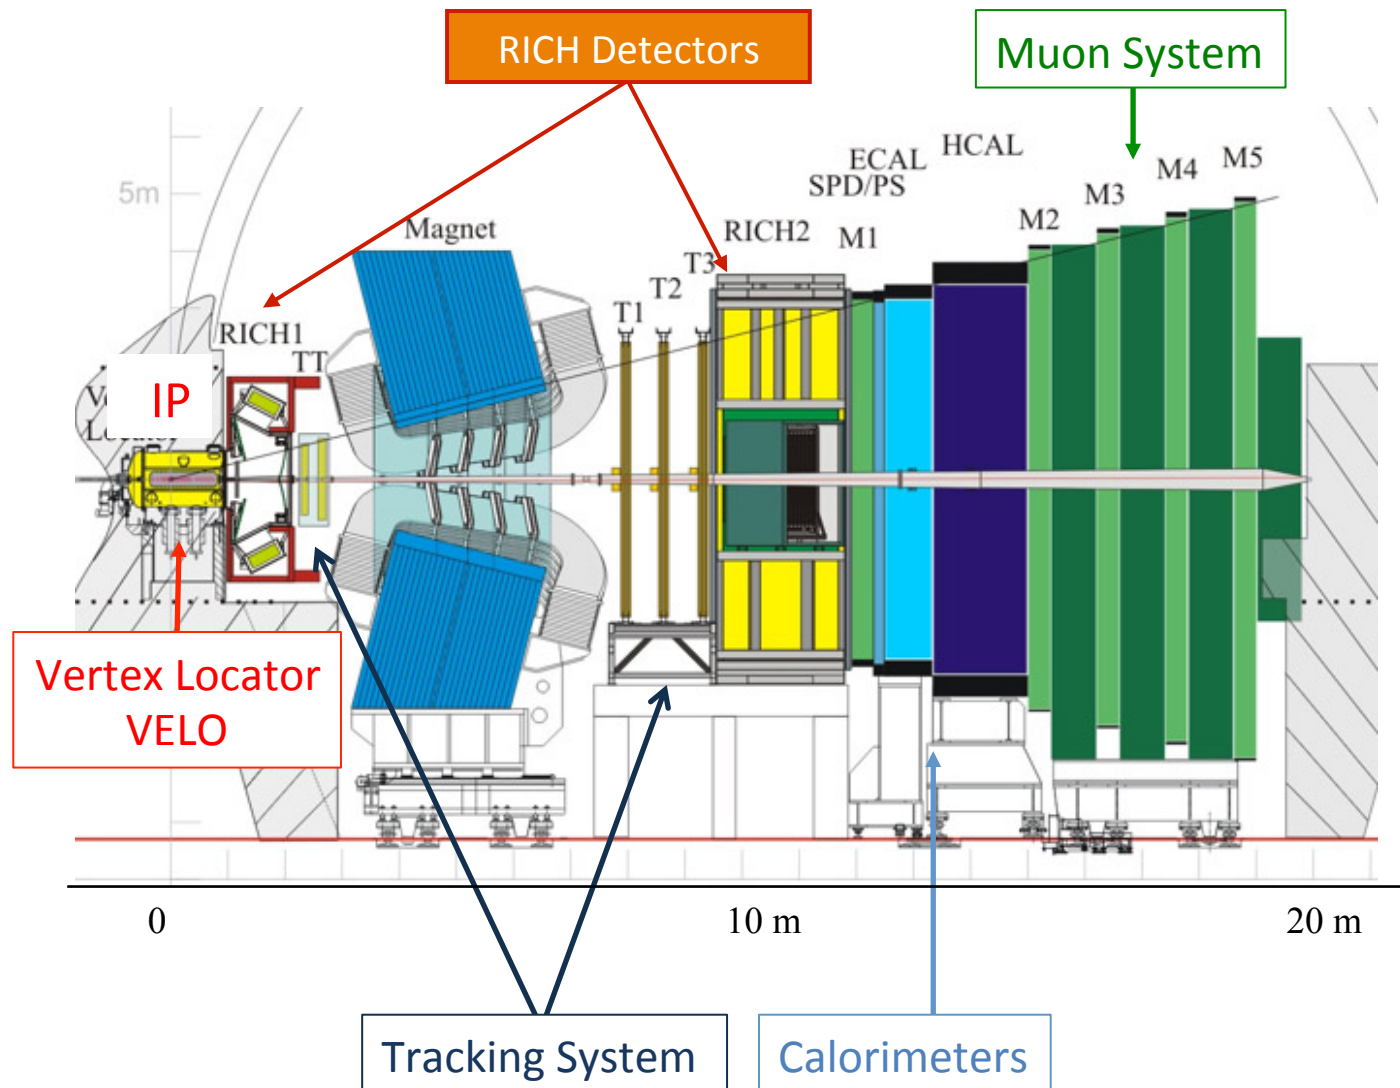 RICH Detectors
Muon System
HCAL
ECAL
SPD/PS
M5
M4
M3
M2
M1
5m
Magnet
RICH2
T3
T2
T1
RICH1
TT
IP
Vertex Locator
VELO
0
10 m
20 m
Tracking System
Calorimeters